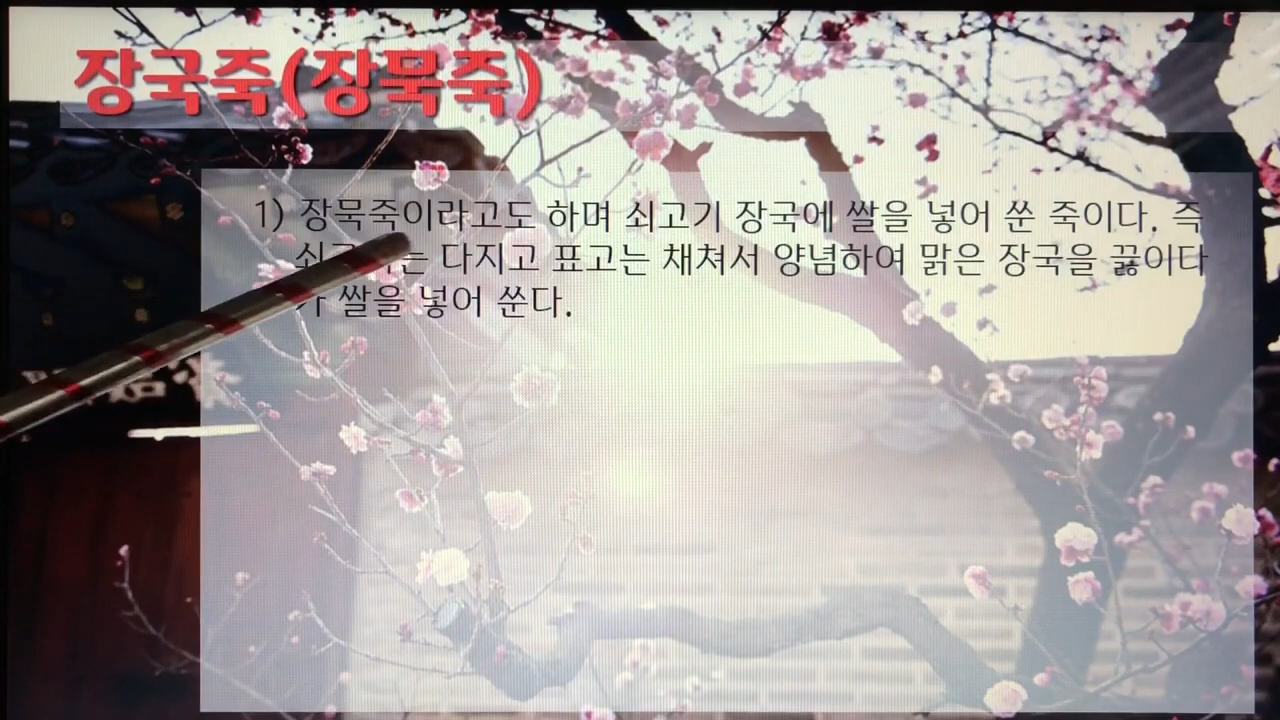 장국죽(장묵죽)
1) 장묵죽이라고도 하며 쇠고기 장국에 쌀을 넣어 쑨 죽이다. 즉
다지고 표고는 채쳐서 양념하여 맑은 장국을 끓이다
가 쌀을 넣어 쑨다.